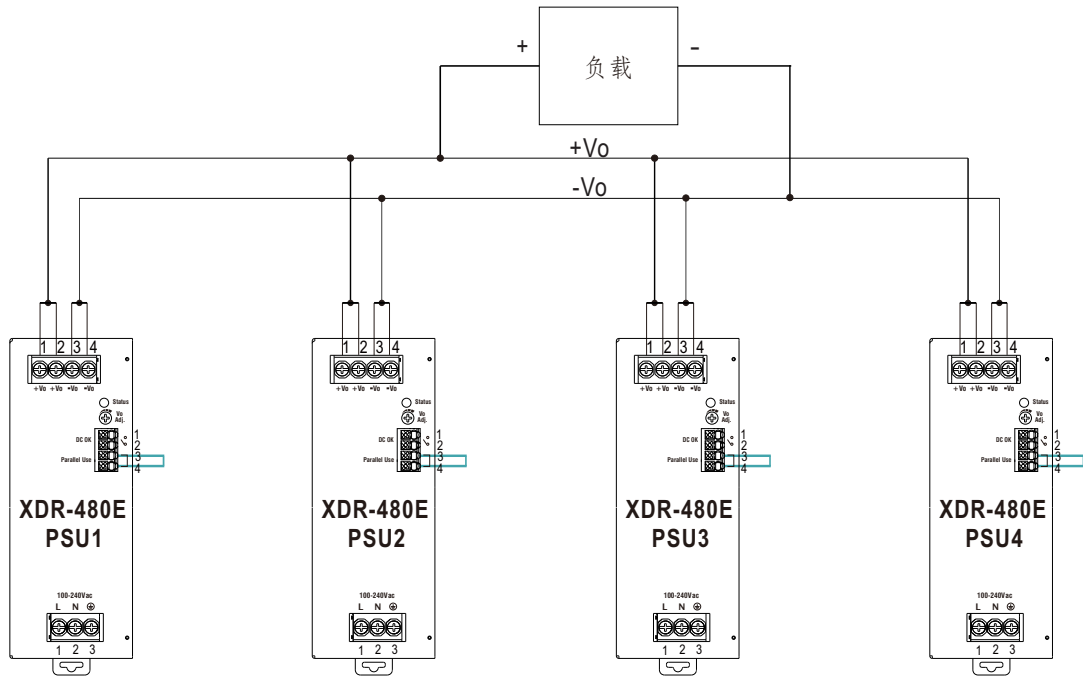 + 负载 -
+Vo
-Vo
1 2 3 4
+Vo +Vo -Vo -Vo
Status
Vo Adj.
DC OK
Parallel Use
1
2
3
4
XDR-480E
PSU1
100-240Vac
L N
1 2 3
1 2 3 4
+Vo +Vo -Vo -Vo
Status
Vo Adj.
DC OK
Parallel Use
1
2
3
4
XDR-480E
PSU2
100-240Vac
L N
1 2 3
1 2 3 4
+Vo +Vo -Vo -Vo
Status
Vo Adj.
DC OK
Parallel Use
1
2
3
4
XDR-480E
PSU3
100-240Vac
L N
1 2 3
1 2 3 4
+Vo +Vo -Vo -Vo
Status
Vo Adj.
DC OK
Parallel Use
1
2
3
4
XDR-480E
PSU4
100-240Vac
L N
1 2 3